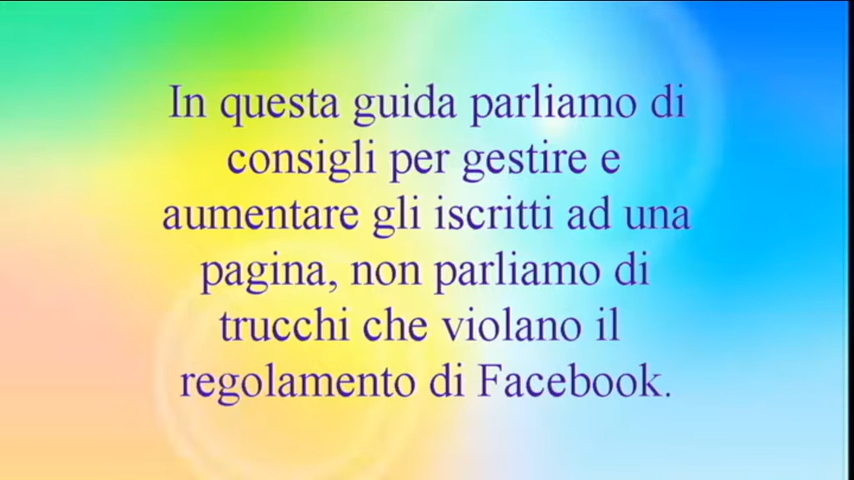 In questa guida parliamo di
consigli per gestire e
aumentare gli iscritti ad una
pagina, non parliamo di
trucchi che violano il
regolamento di Facebook.